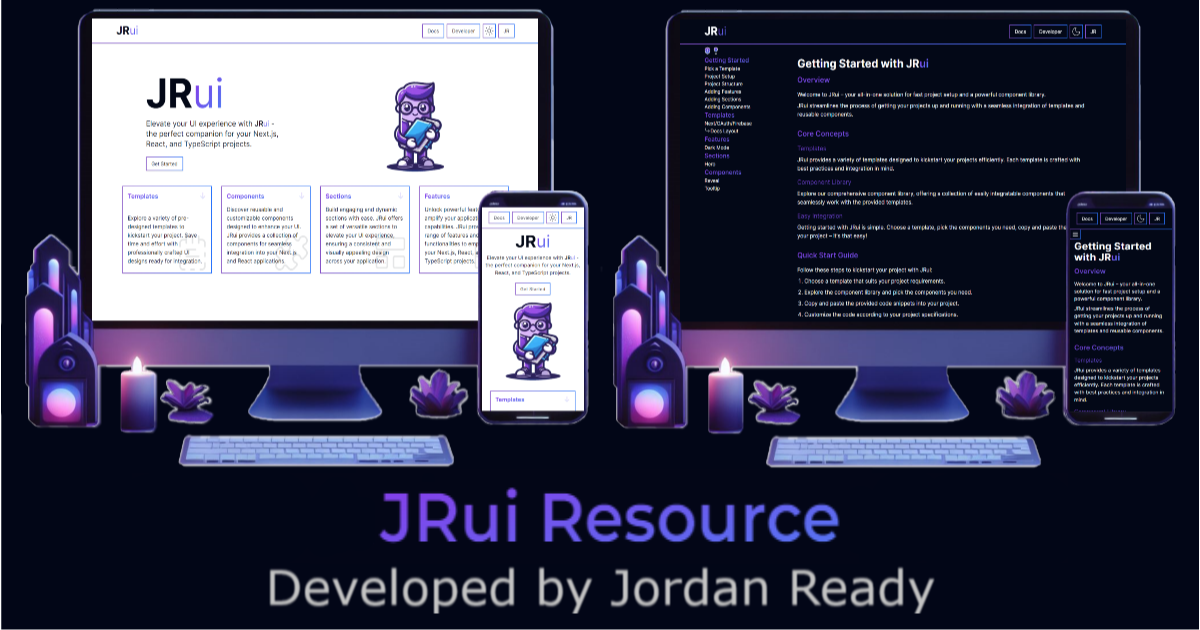 JRui
Docs
Developer
JR
JRui
Elevate your UI experience with JRui -
the perfect companion for your Next.js,
React, and TypeScript projects.
Get Started
Templates
Explore a variety of pre-
designed templates to
kickstart your project. Save
time and effort with
professionally crafted UI
designs ready for integration.
Components
Discover reusable and
customizable components
designed to enhance your UI.
JRui provides a collection of
components for seamless
integration into your Next.js
and React applications.
Sections
Build engaging and dynamic
sections with ease. JRui offers
a set of versatile sections to
elevate your UI experience,
ensuring a consistent and
visually appealing design
across your application.
Features
Unlock powerful
amplify your
capabilities. JRui
range of features and
functionalities to
your Next.js, React,
TypeScript projects.
Docs
Developer
JR
JRui
Elevate your UI experience with JRui -
the perfect companion for your Next.js,
React, and TypeScript projects.
Get Started
Templates
JRui
Docs
Developer
JR
Getting Started
Pick a Template
Project Setup
Project Structure
Adding Features
Adding Sections
Adding Components
Templates
Next/OAuth/Firebase
Docs Layout
Features
Dark Mode
Sections
Hero
Components
Reveal
Tooltip
Getting Started with JRui
Overview
Welcome to JRui - your all-in-one solution for fast project setup and a powerful component library.
JRui streamlines the process of getting your projects up and running with a seamless integration of templates and
reusable components.
Core Concepts
Templates
JRui provides a variety of templates designed to kickstart your projects efficiently. Each template is crafted with
best practices and integration in mind.
Component Library
Explore our comprehensive component library, offering a collection of easily integratable components that
seamlessly work with the provided templates.
Easy Integration
Getting started with JRui is simple. Choose a template, pick the components you need, copy and paste the
your project – it's that easy!
Quick Start Guide
Follow these steps to kickstart your project with JRui:
1. Choose a template that suits your project requirements.
2. Explore the component library and pick the components you need.
3. Copy and paste the provided code snippets into your project.
4. Customize the code according to your project specifications.
Docs
Developer
JR
Getting Started
with JRui
Overview
Welcome to JRui - your all-in-one
solution for fast project setup and a
powerful component library.
JRui streamlines the process of
getting your projects up and running
with a seamless integration of
templates and reusable components.
Core Concepts
Templates
JRui provides a variety of templates
designed to kickstart your projects
efficiently. Each template is crafted
with best practices and integration in
mind.
JRui Resource
Developed by Jordan Ready